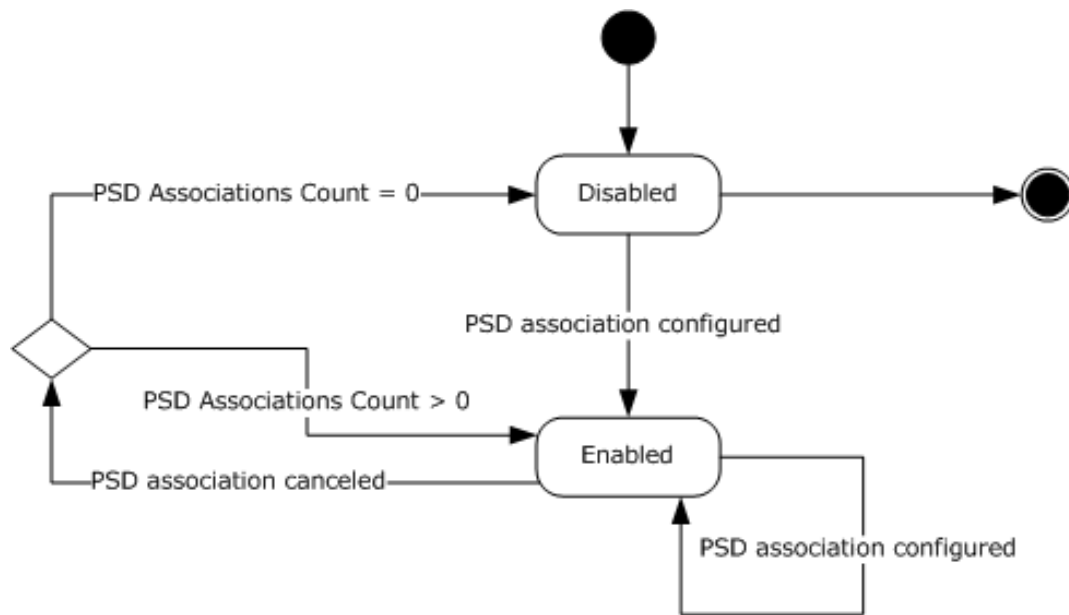 PSD Associations Count = 0
Disabled
PSD association configured
PSD Associations Count > 0
Enabled
PSD association canceled
PSD association configured